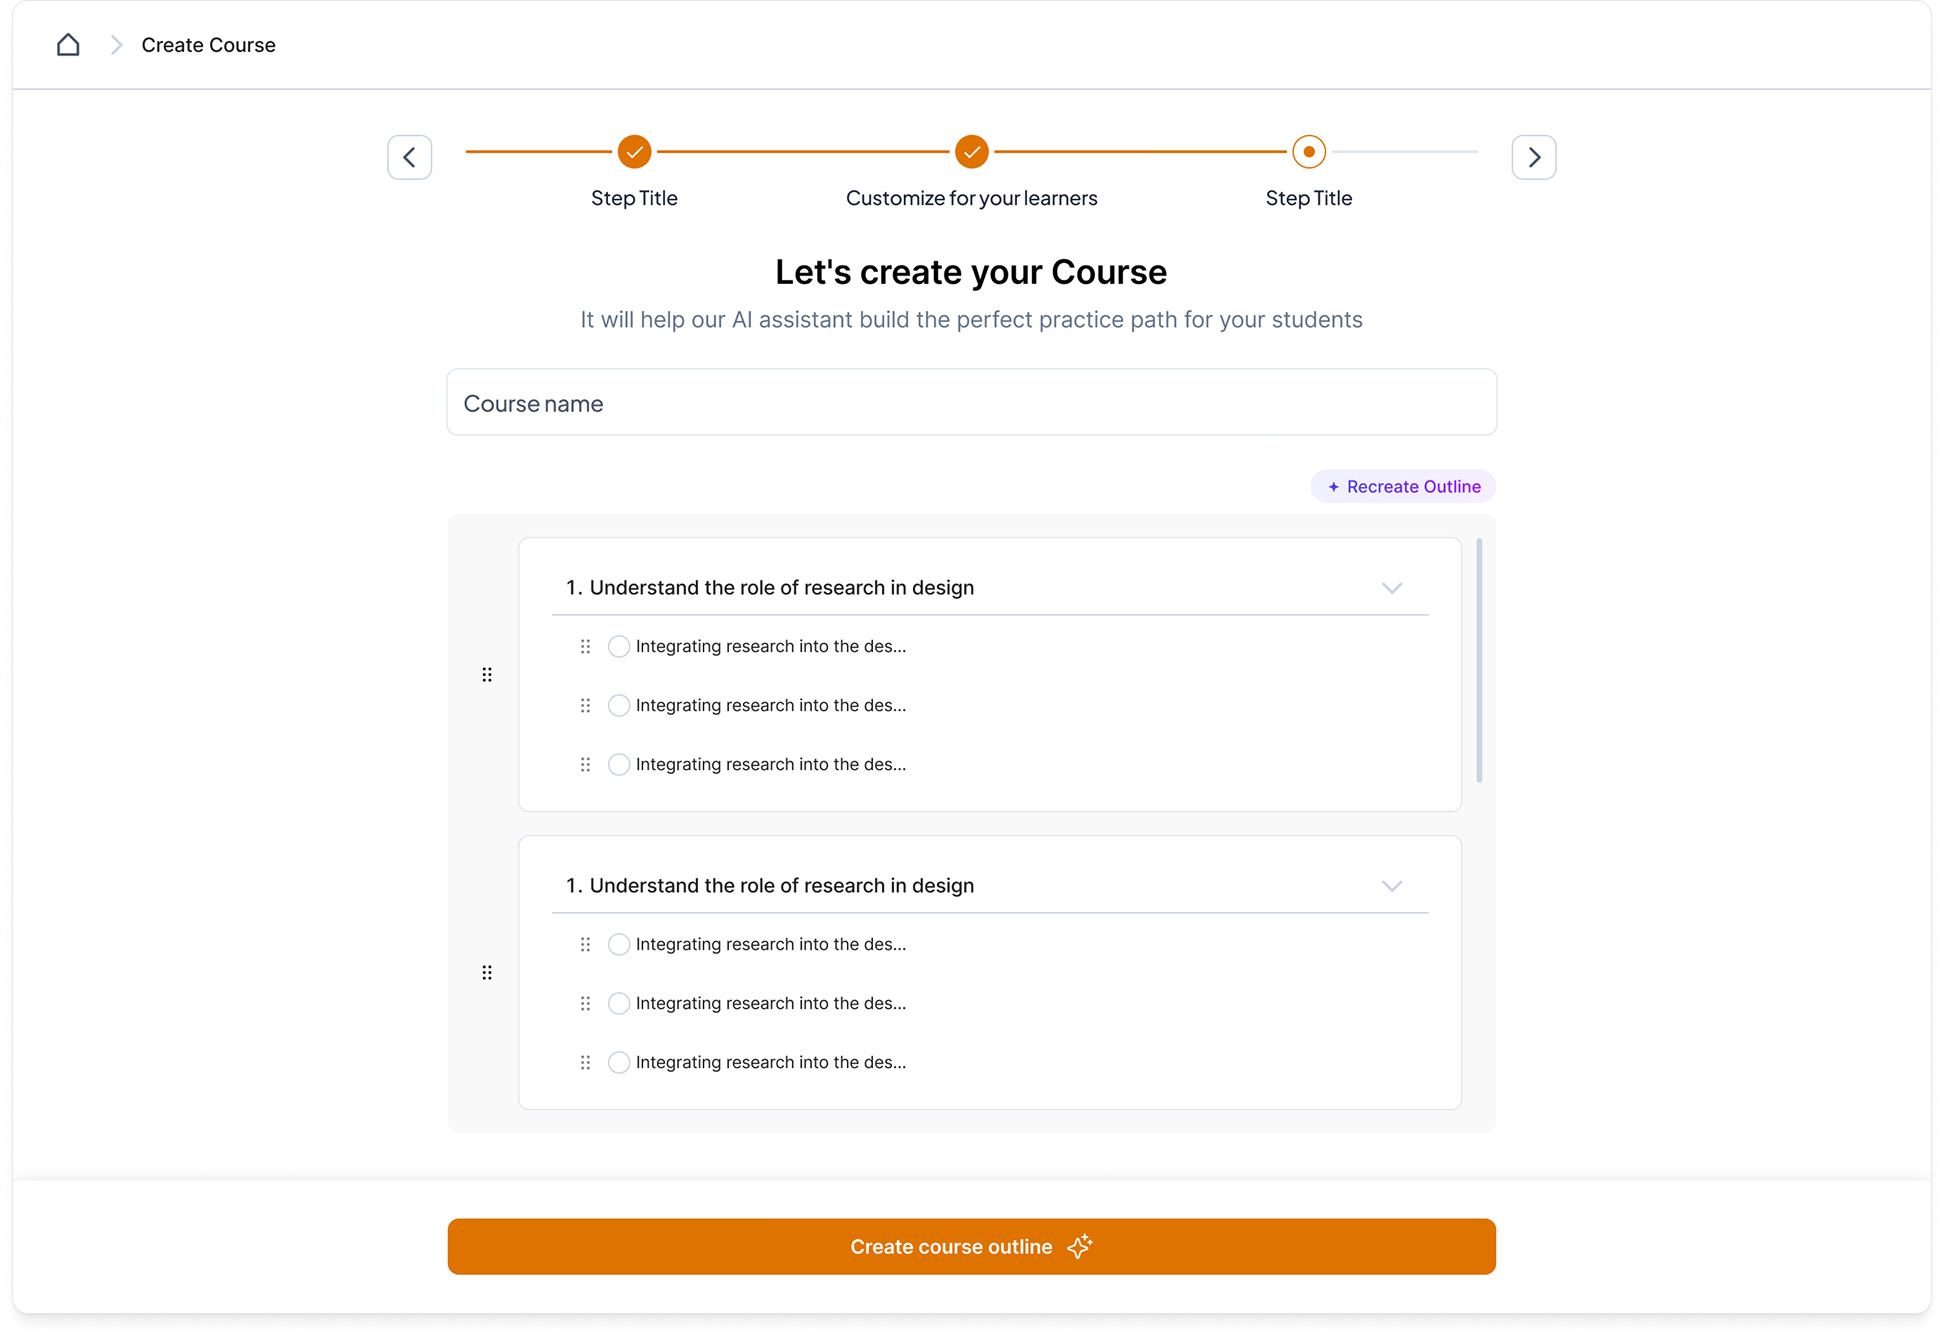 Create Course
Step Title
Customize for your learners
Step Title
Let's create your Course
It will help our AI assistant build the perfect practice path for your students
Course name
Recreate Outline
1. Understand the role of research in design
Integrating research into the des...
Integrating research into the des...
Integrating research into the des...
1. Understand the role of research in design
Integrating research into the des...
Integrating research into the des...
Integrating research into the des...
Create course outline